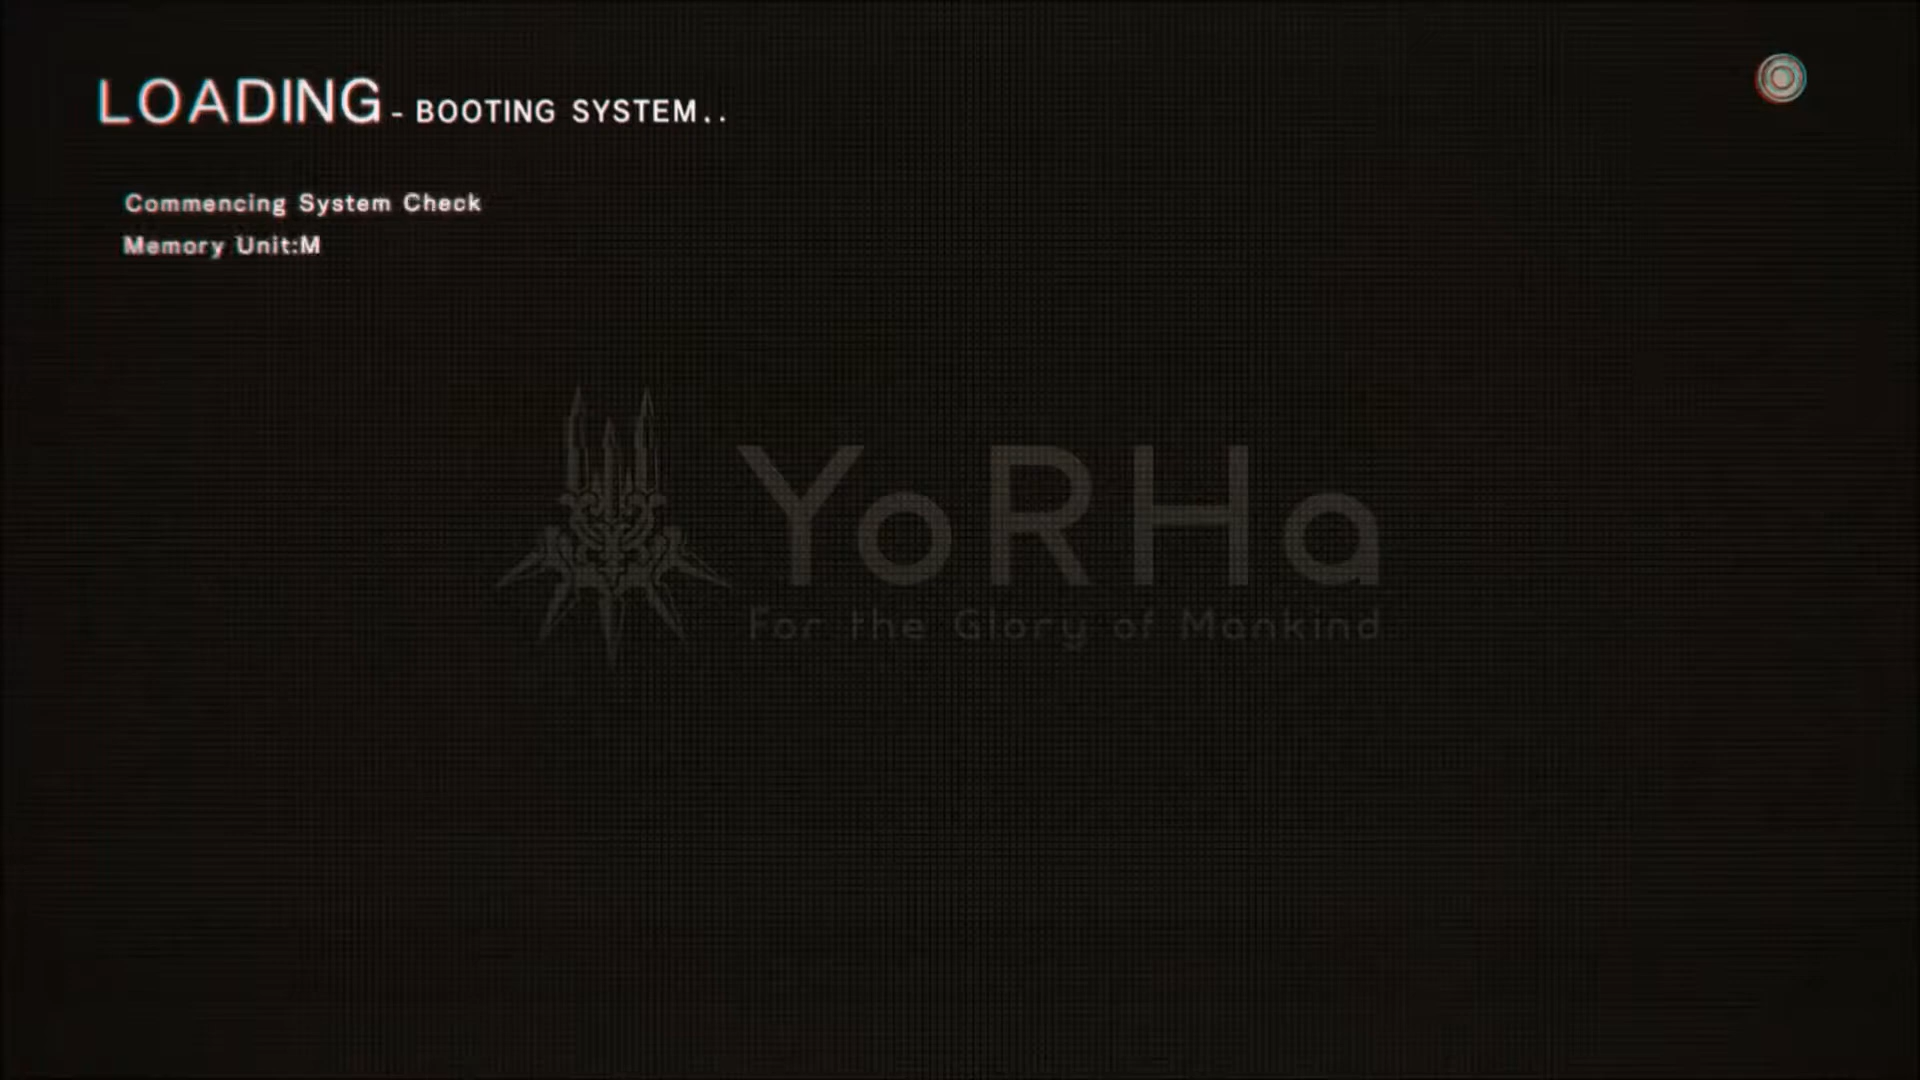 LOADING - BOOTING SYSTEM..
Commencing System Check
Memory Unit:M
YoRHa
For the Glory of Mankind